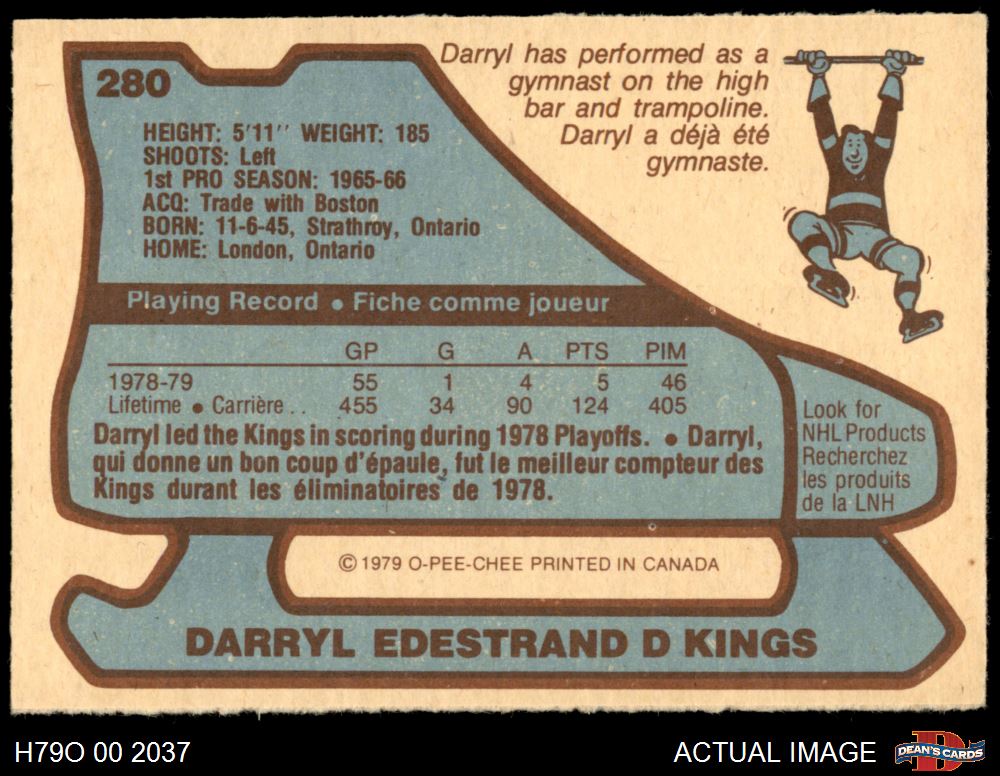 280
Darryl has performed as a
gymnast on the high
bar and trampoline.
Darryl a déjà été
gymnaste.
HEIGHT: 5'11" WEIGHT: 185
SHOOTS: Left
1st PRO SEASON: 1965-66
ACQ: Trade with Boston
BORN: 11-6-45, Strathroy, Ontario
HOME: London, Ontario
Playing Record • Fiche comme joueur
GP G A PTS PIM
1978-79 55 1 4 5 46
Lifetime • Carrière .. 455 34 90 124 405
Darryl led the Kings in scoring during 1978 Playoffs. • Darryl,
qui donne un bon coup d'épaule, fut le meilleur compteur des
Kings durant les éliminatoires de 1978.
Look for
NHL Products
Recherchez
les produits
de la LNH
© 1979 O-PEE-CHEE PRINTED IN CANADA
DARRYL EDESTRAND D KINGS
H79O 00 2037
ACTUAL IMAGE
DEAN'S CARDS